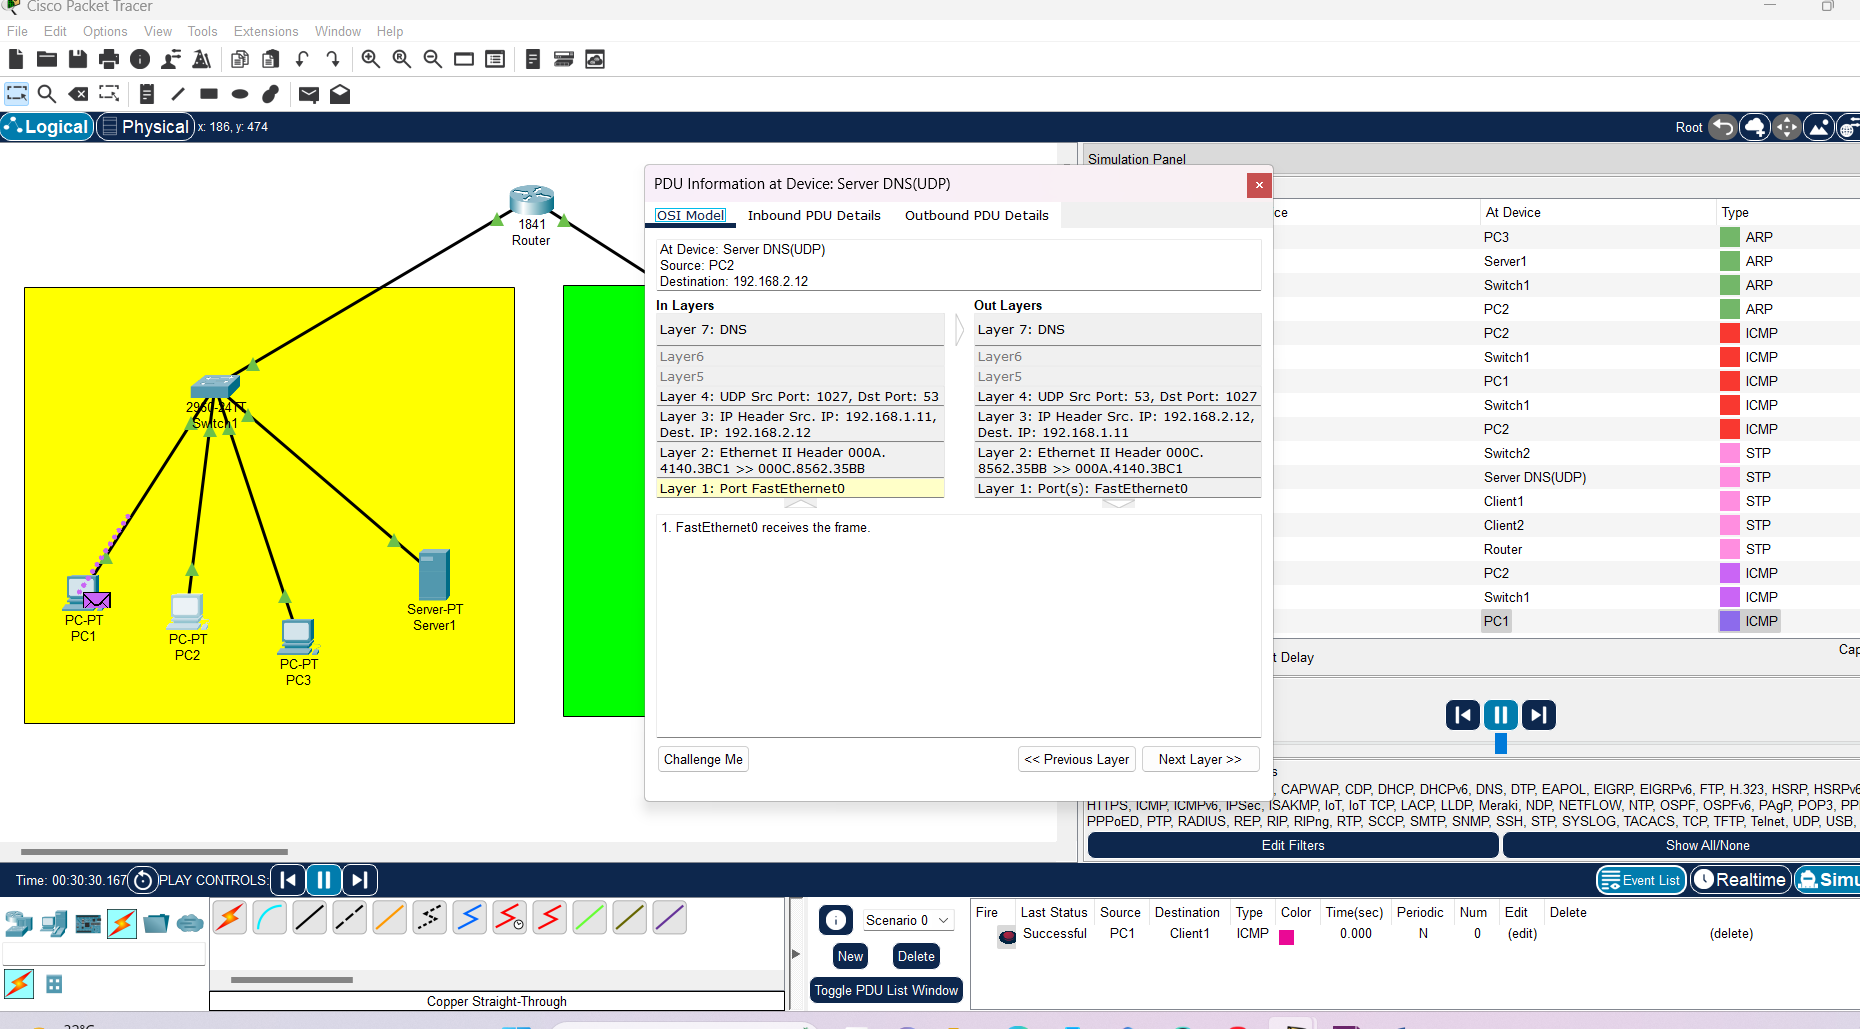 Cisco Packet Tracer
File Edit Options View Tools Extensions Window Help
Logical Physical x: 186, y: 474 Root
Simulation Panel
PDU Information at Device: Server DNS(UDP)
OSI Model Inbound PDU Details Outbound PDU Details
At Device: Server DNS(UDP)
Source: PC2
Destination: 192.168.2.12
In Layers
Layer 7: DNS
Layer6
Layer5
Layer 4: UDP Src Port: 1027, Dst Port: 53
Layer 3: IP Header Src. IP: 192.168.1.11,
Dest. IP: 192.168.2.12
Layer 2: Ethernet II Header 000A.
4140.3BC1 >> 000C.8562.35BB
Layer 1: Port FastEthernet0
Out Layers
Layer 7: DNS
Layer6
Layer5
Layer 4: UDP Src Port: 53, Dst Port: 1027
Layer 3: IP Header Src. IP: 192.168.2.12,
Dest. IP: 192.168.1.11
Layer 2: Ethernet II Header 000C.
8562.35BB >> 000A.4140.3BC1
Layer 1: Port(s): FastEthernet0
1. FastEthernet0 receives the frame.
Challenge Me << Previous Layer Next Layer >>
1841
Router
2960-24TT
Switch1
PC-PT
PC1
PC-PT
PC2
PC-PT
PC3
Server-PT
Server1
ce At Device Type
PC3 ARP
Server1 ARP
Switch1 ARP
PC2 ARP
PC2 ICMP
Switch1 ICMP
PC1 ICMP
Switch1 ICMP
PC2 ICMP
Switch2 STP
Server DNS(UDP) STP
Client1 STP
Client2 STP
Router STP
PC2 ICMP
Switch1 ICMP
PC1 ICMP
t Delay Cap
s
, CAPWAP, CDP, DHCP, DHCPv6, DNS, DTP, EAPOL, EIGRP, EIGRPv6, FTP, H.323, HSRP, HSRPv6
HTTPS, ICMP, ICMPv6, IPSec, ISAKMP, IoT, IoT TCP, LACP, LLDP, Meraki, NDP, NETFLOW, NTP, OSPF, OSPFv6, PAgP, POP3, PP
PPPoED, PTP, RADIUS, REP, RIP, RIPng, RTP, SCCP, SMTP, SNMP, SSH, STP, SYSLOG, TACACS, TCP, TFTP, Telnet, UDP, USB,
Edit Filters Show All/None
Time: 00:30:30.167 PLAY CONTROLS: Event List Realtime Simu
Copper Straight-Through
Scenario 0
New Delete
Toggle PDU List Window
Fire Last Status Source Destination Type Color Time(sec) Periodic Num Edit Delete
Successful PC1 Client1 ICMP 0.000 N 0 (edit) (delete)